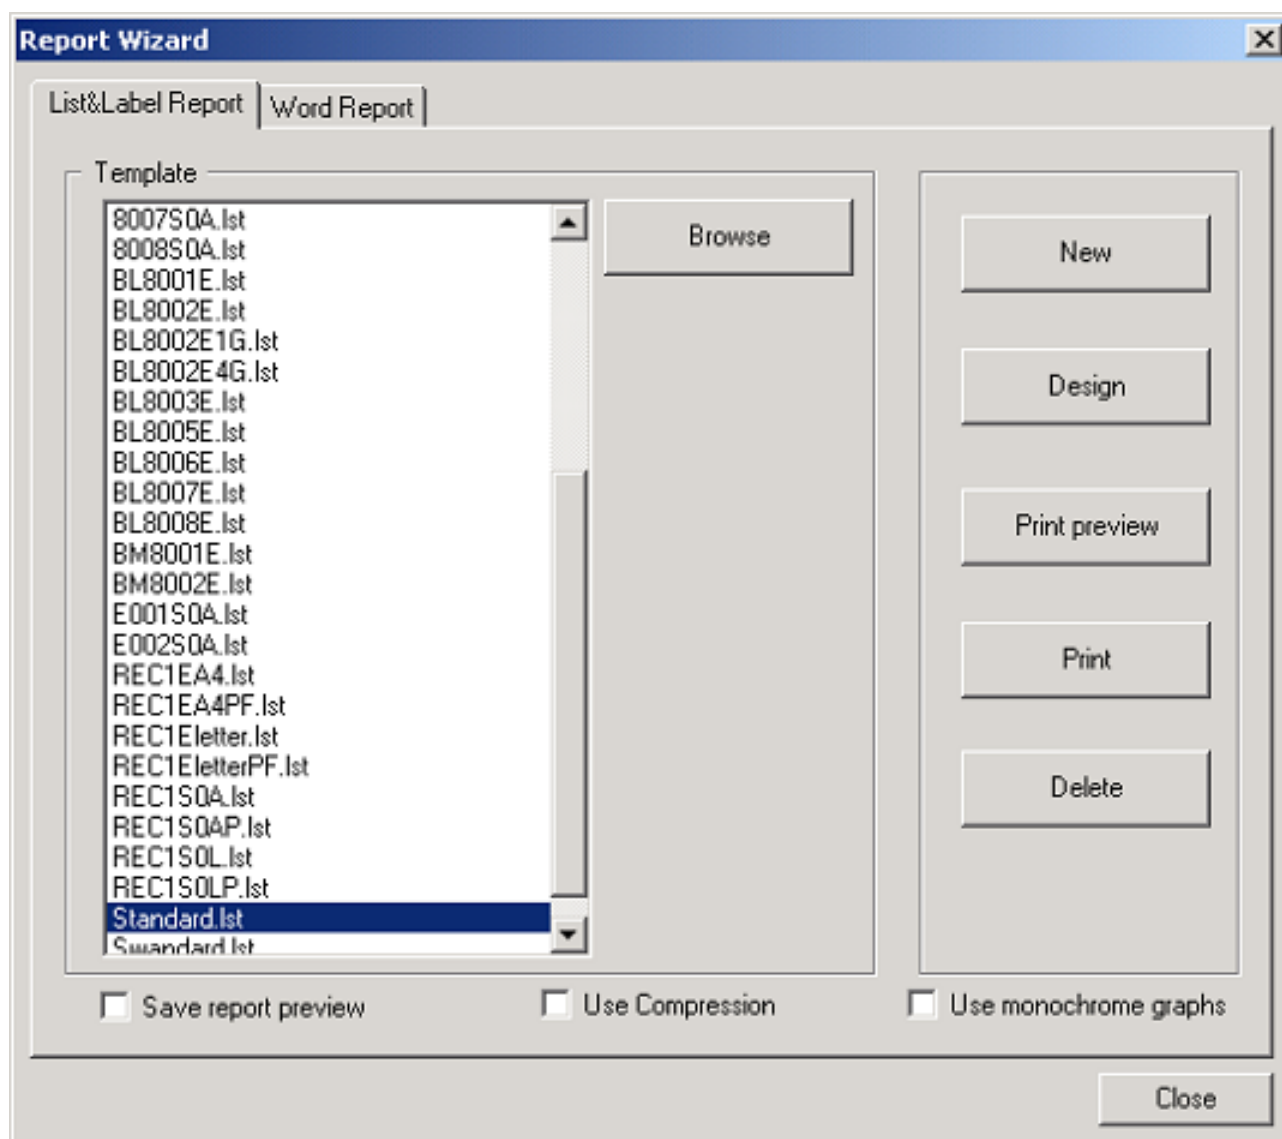 Report Wizard
List&Label Report
Word Report
Template
8007S0A.lst
8008S0A.lst
BL8001E.lst
BL8002E.lst
BL8002E1G.lst
BL8002E4G.lst
BL8003E.lst
BL8005E.lst
BL8006E.lst
BL8007E.lst
BL8008E.lst
BM8001E.lst
BM8002E.lst
E001S0A.lst
E002S0A.lst
REC1EA4.lst
REC1EA4PF.lst
REC1Eletter.lst
REC1EletterPF.lst
REC1S0A.lst
REC1S0AP.lst
REC1S0L.lst
REC1S0LP.lst
Standard.lst
Swandard.lst
Browse
New
Design
Print preview
Print
Delete
Save report preview
Use Compression
Use monochrome graphs
Close